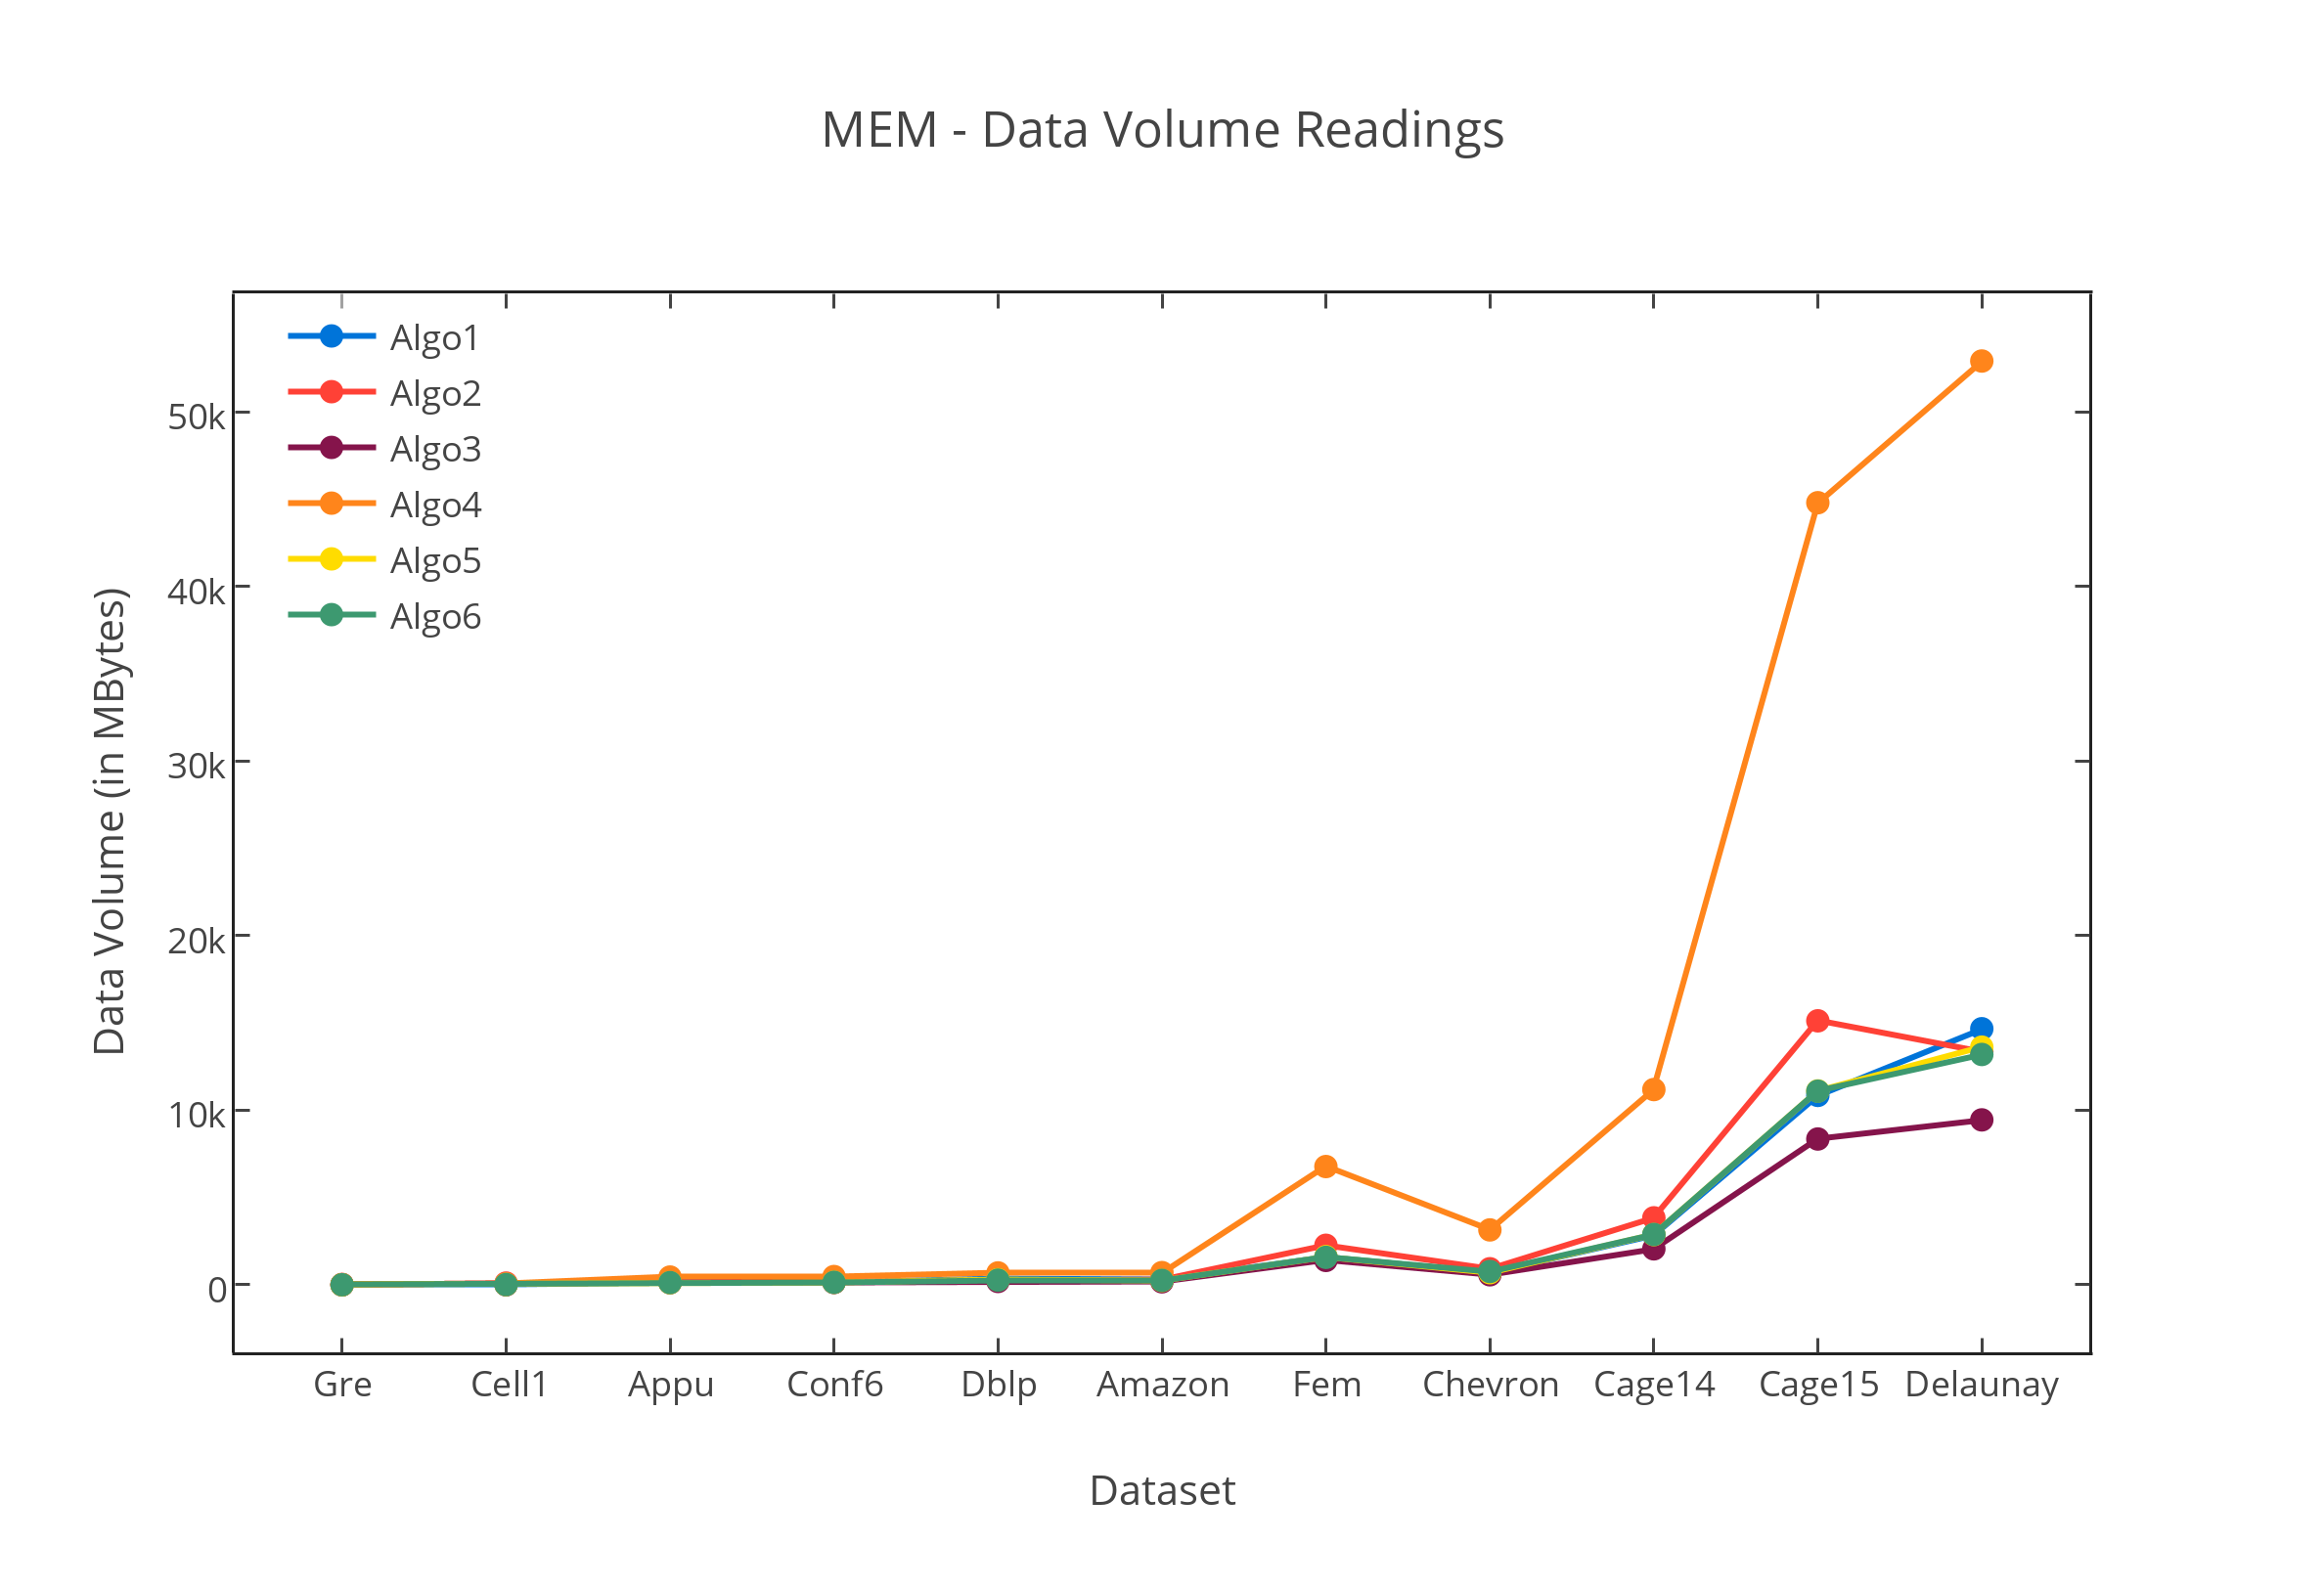 MEM - Data Volume Readings
Algo1
Algo2
Algo3
Algo4
Algo5
Algo6
50k
40k
30k
20k
10k
0
Data Volume (in MBytes)
Gre Cell1 Appu Conf6 Dblp Amazon Fem Chevron Cage14 Cage15 Delaunay
Dataset